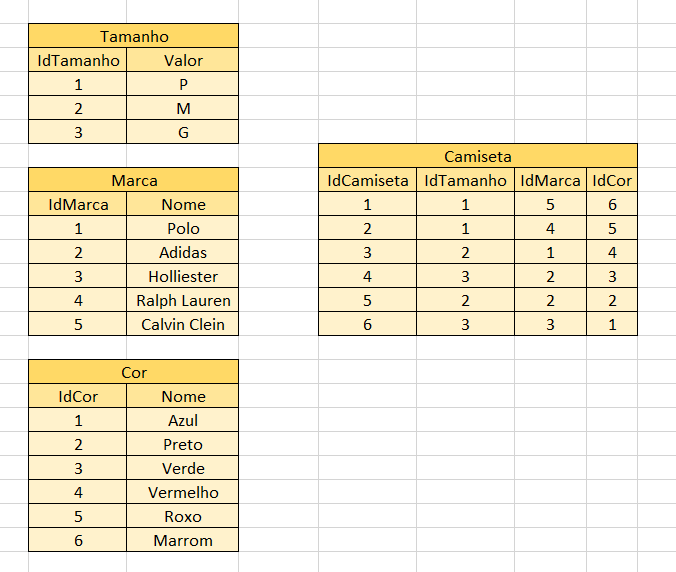 Tamanho
IdTamanho Valor
1 P
2 M
3 G
Marca
IdMarca Nome
1 Polo
2 Adidas
3 Holliester
4 Ralph Lauren
5 Calvin Clein
Cor
IdCor Nome
1 Azul
2 Preto
3 Verde
4 Vermelho
5 Roxo
6 Marrom
Camiseta
IdCamiseta IdTamanho IdMarca IdCor
1 1 5 6
2 1 4 5
3 2 1 4
4 3 2 3
5 2 2 2
6 3 3 1